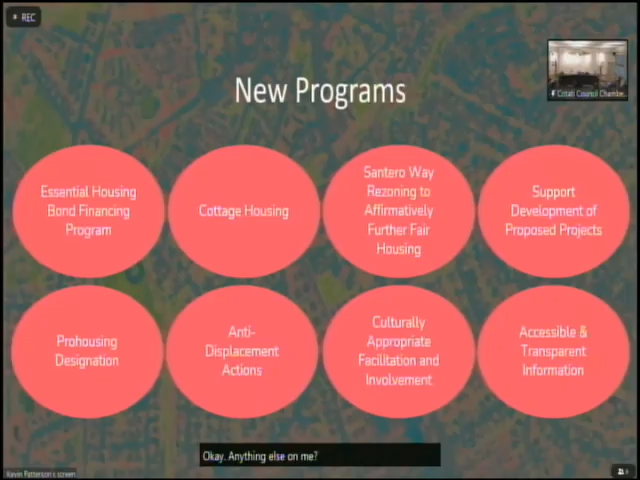 REC
Cotati Council Chambe...
New Programs
Essential Housing
Bond Financing
Program
Cottage Housing
Santero Way
Rezoning to
Affirmatively
Further Fair
Housing
Support
Development of
Proposed Projects
Prohousing
Designation
Anti-
Displacement
Actions
Culturally
Appropriate
Facilitation and
Involvement
Accessible &
Transparent
Information
Okay. Anything else on me?
Kevin Patterson's screen